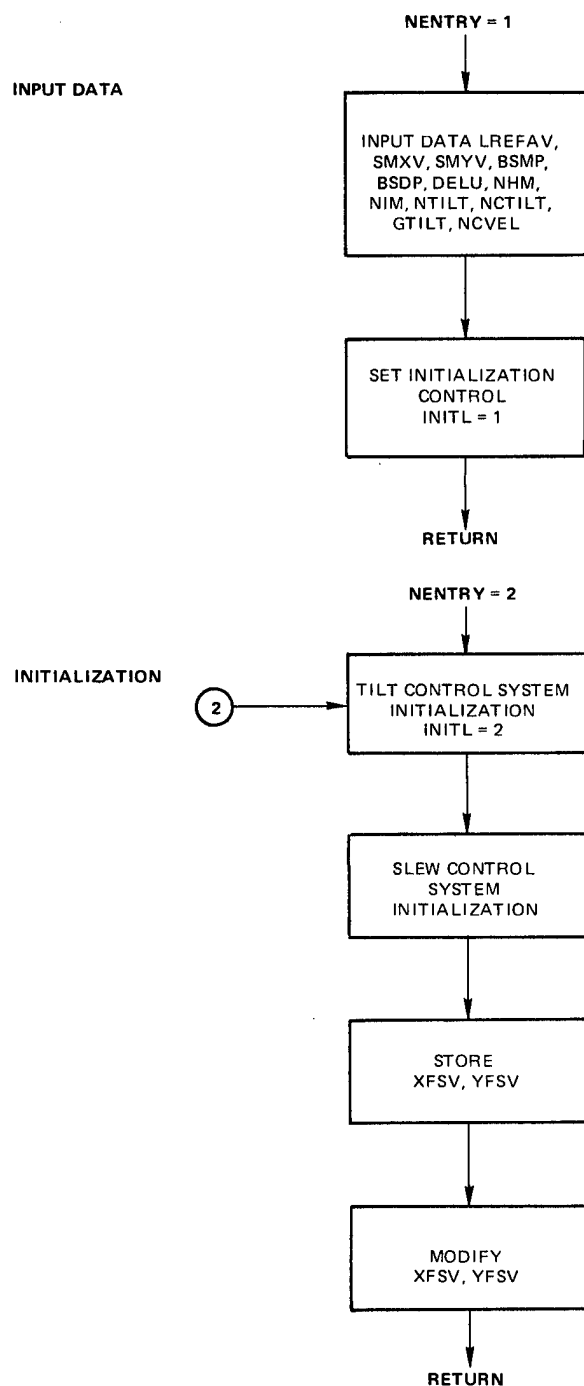 NENTRY = 1
INPUT DATA
INPUT DATA LREFAV,
SMXV, SMYV, BSMP,
BSDP, DELU, NHM,
NIM, NTILT, NCTILT,
GTILT, NCVEL
SET INITIALIZATION
CONTROL
INITL = 1
RETURN
NENTRY = 2
INITIALIZATION
2
TILT CONTROL SYSTEM
INITIALIZATION
INITL = 2
SLEW CONTROL
SYSTEM
INITIALIZATION
STORE
XFSV, YFSV
MODIFY
XFSV, YFSV
RETURN